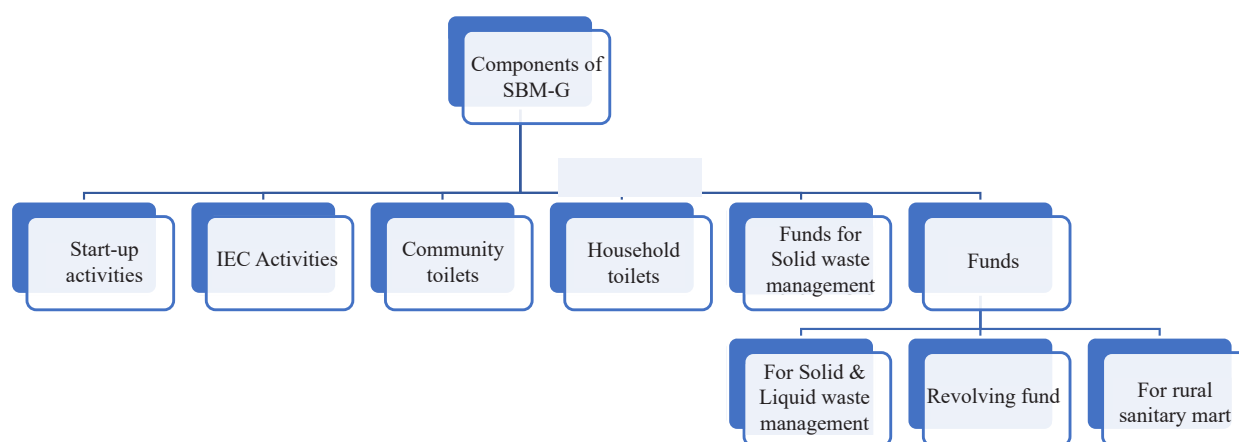 Components of
SBM-G
Start-up
activities
IEC Activities
Community
toilets
Household
toilets
Funds for
Solid waste
management
Funds
For Solid &
Liquid waste
management
Revolving fund
For rural
sanitary mart